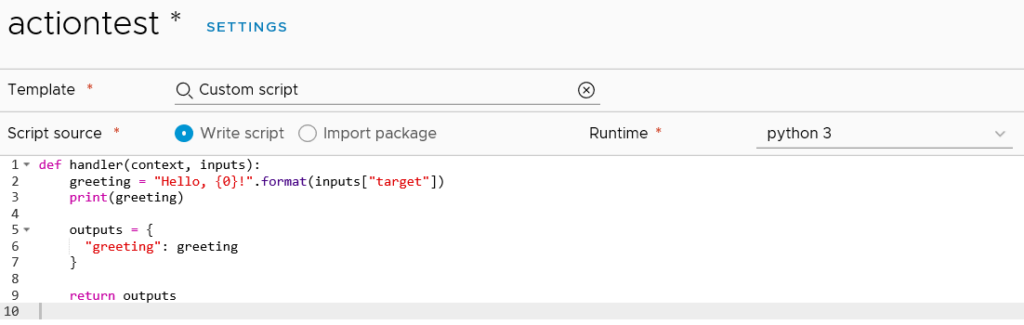 actiontest * SETTINGS
Template * Custom script
Script source * Write script Import package Runtime * python 3
1 def handler(context, inputs):
2     greeting = "Hello, {0}!".format(inputs["target"])
3     print(greeting)
4
5     outputs = {
6       "greeting": greeting
7     }
8
9     return outputs
10